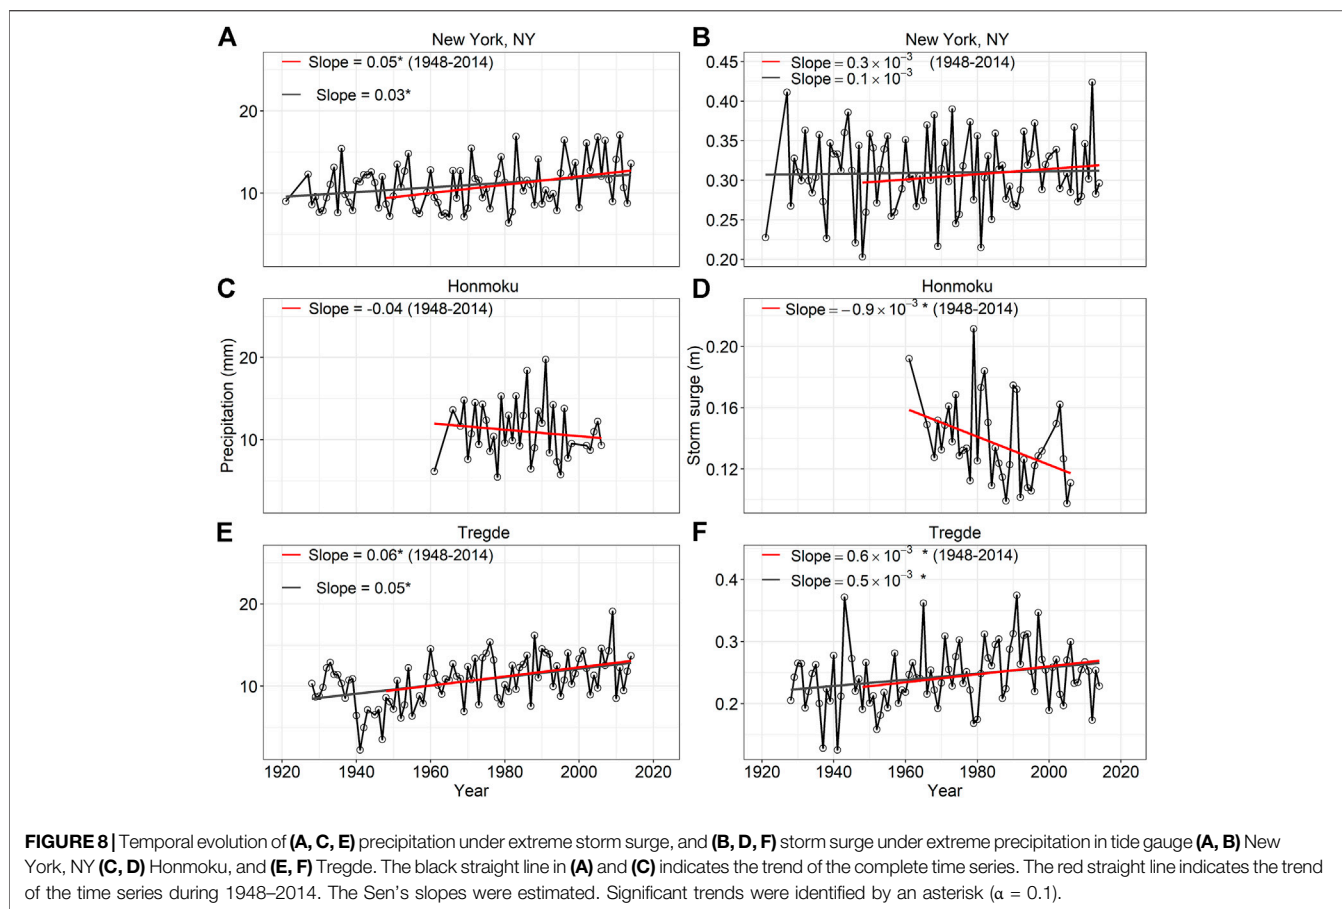 A
New York, NY
Slope = 0.05* (1948-2014)
Slope = 0.03*
20
10
B
New York, NY
Slope = 0.3 × 10⁻³ (1948-2014)
Slope = 0.1 × 10⁻³
0.45
0.40
0.35
0.30
0.25
0.20
C
Honmoku
Slope = -0.04 (1948-2014)
20
10
Precipitation (mm)
D
Honmoku
Slope = −0.9 × 10⁻³ * (1948-2014)
0.20
0.16
0.12
Storm surge (m)
E
Tregde
Slope = 0.06* (1948-2014)
Slope = 0.05*
20
10
1920 1940 1960 1980 2000 2020
Year
F
Tregde
Slope = 0.6 × 10⁻³ * (1948-2014)
Slope = 0.5 × 10⁻³ *
0.4
0.3
0.2
1920 1940 1960 1980 2000 2020
Year
FIGURE 8 | Temporal evolution of (A, C, E) precipitation under extreme storm surge, and (B, D, F) storm surge under extreme precipitation in tide gauge (A, B) New
York, NY (C, D) Honmoku, and (E, F) Tregde. The black straight line in (A) and (C) indicates the trend of the complete time series. The red straight line indicates the trend
of the time series during 1948–2014. The Sen's slopes were estimated. Significant trends were identified by an asterisk (α = 0.1).